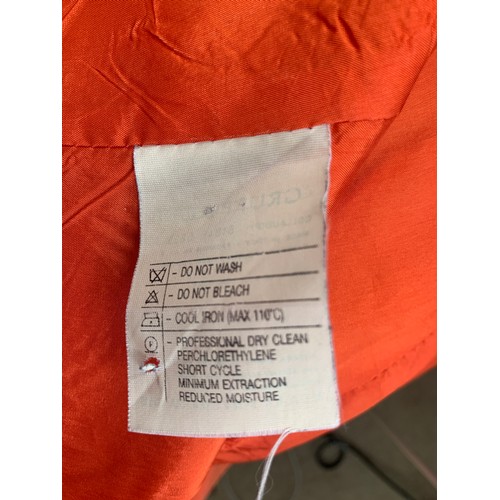 - DO NOT WASH
- DO NOT BLEACH
- COOL IRON (MAX 110°C)
- PROFESSIONAL DRY CLEAN
PERCHLORETHYLENE
SHORT CYCLE
MINIMUM EXTRACTION
REDUCED MOISTURE